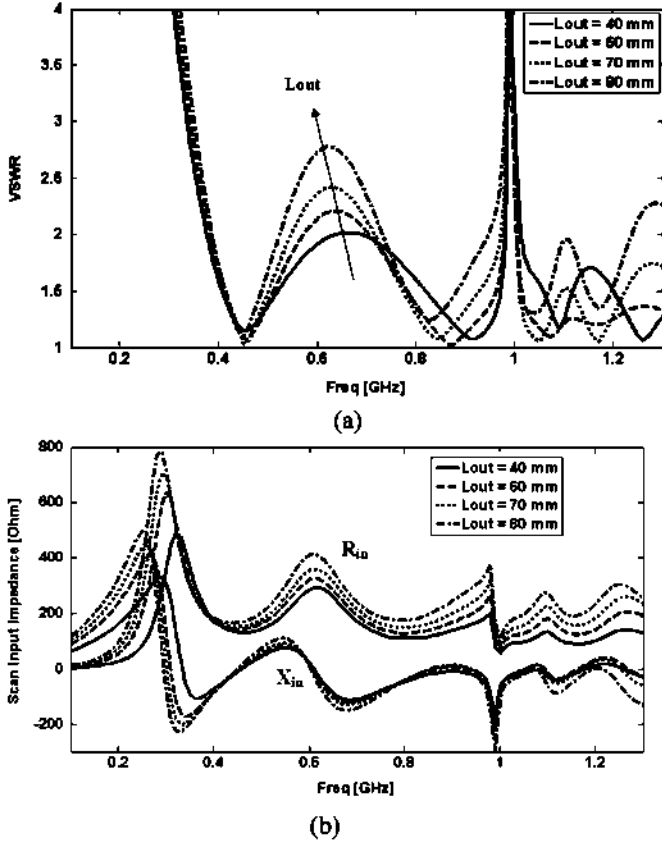 4
3.6
3
2.6
2
1.6
1
VSWR
Lout
Lout = 40 mm
Lout = 60 mm
Lout = 70 mm
Lout = 80 mm
0.2 0.4 0.6 0.8 1 1.2
Freq [GHz]
(a)
800
600
400
200
0
-200
Scan Input Impedance [Ohm]
Lout = 40 mm
Lout = 60 mm
Lout = 70 mm
Lout = 80 mm
Rin
Xin
0.2 0.4 0.6 0.8 1 1.2
Freq [GHz]
(b)